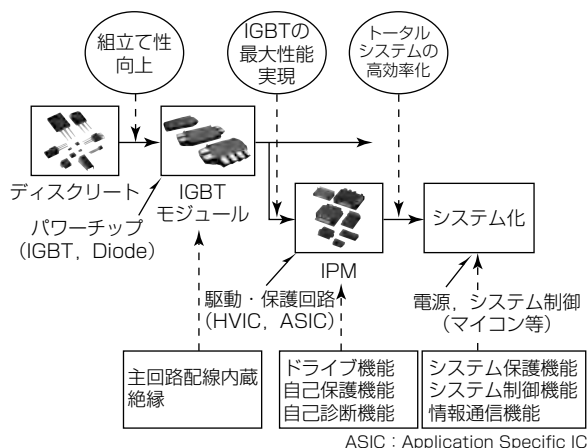 組立て性
向上
IGBTの
最大性能
実現
トータル
システムの
高効率化
ディスクリート
IGBT
モジュール
パワーチップ
（IGBT，Diode）
IPM
システム化
駆動・保護回路
（HVIC，ASIC）
電源，システム制御
（マイコン等）
主回路配線内蔵
絶縁
ドライブ機能
自己保護機能
自己診断機能
システム保護機能
システム制御機能
情報通信機能
ASIC：Application Specific IC